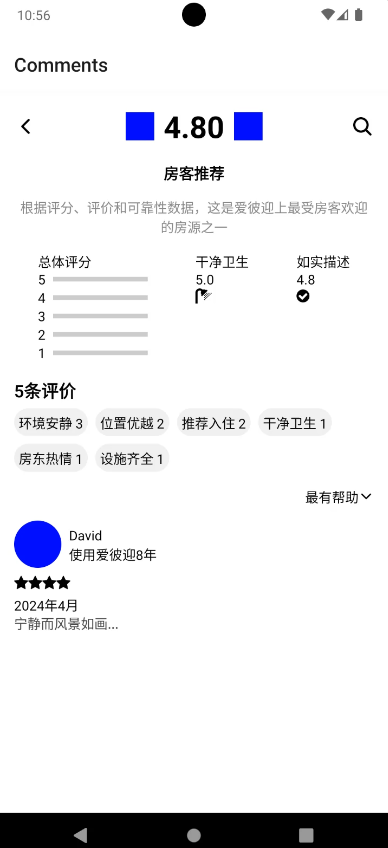 10:56
Comments
4.80
房客推荐
根据评分、评价和可靠性数据，这是爱彼迎上最受房客欢迎
的房源之一
总体评分
5
4
3
2
1
干净卫生
5.0
如实描述
4.8
5条评价
环境安静 3
位置优越 2
推荐入住 2
干净卫生 1
房东热情 1
设施齐全 1
最有帮助
David
使用爱彼迎8年
2024年4月
宁静而风景如画...